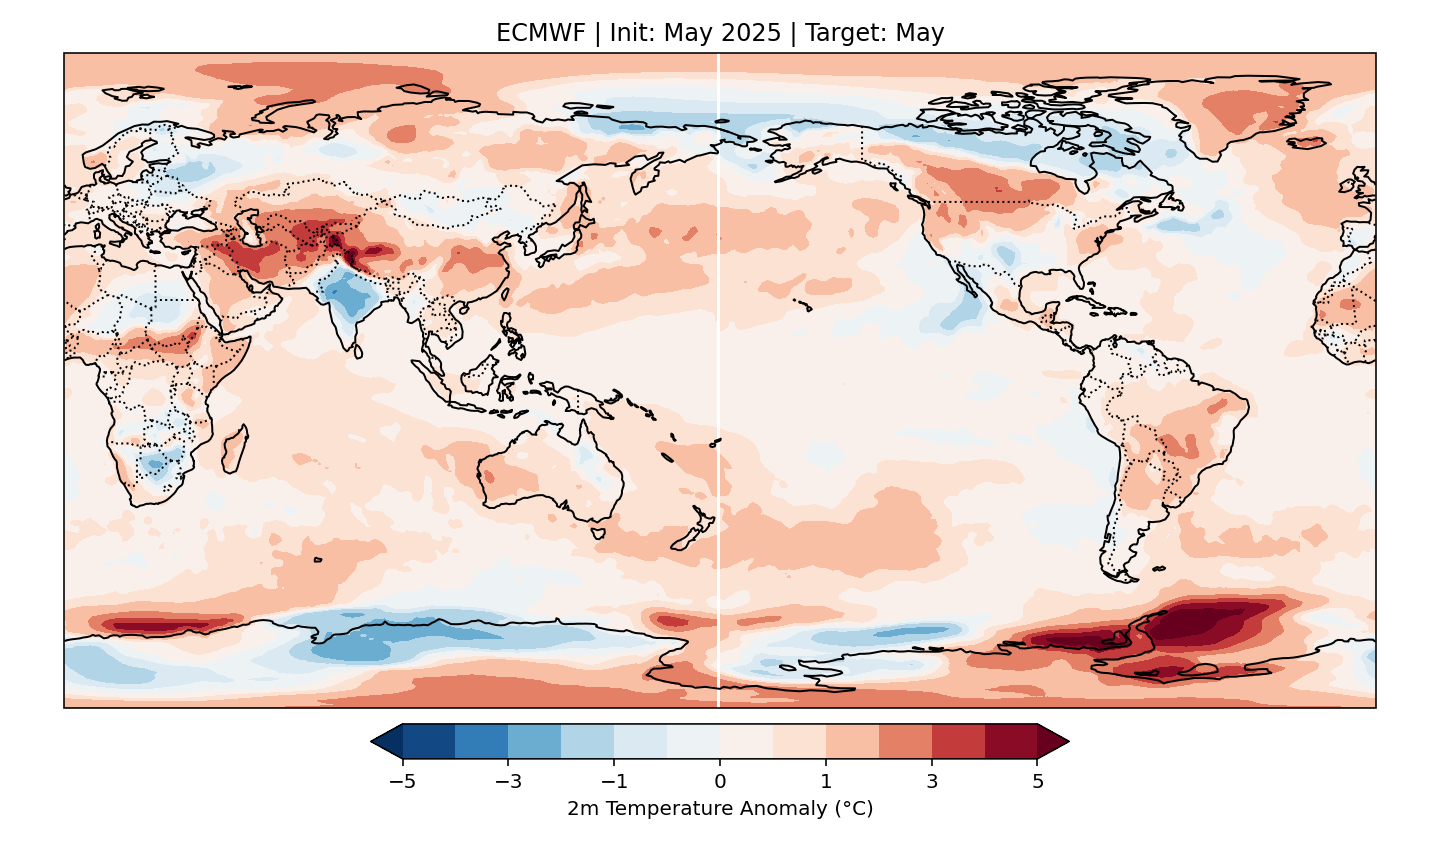 ECMWF | Init: May 2025 | Target: May
−5 −3 −1 0 1 3 5
2m Temperature Anomaly (°C)